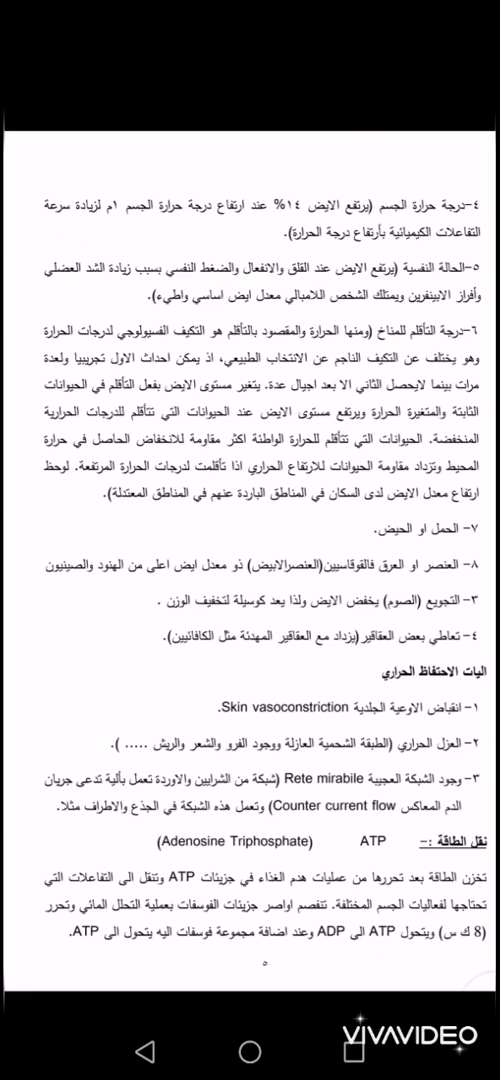 ٤-درجة حرارة الجسم (يرتفع الايض ١٤% عند ارتفاع درجة حرارة الجسم ١م لزيادة سرعة
التفاعلات الكيميائية بأرتفاع درجة الحرارة).
٥-الحالة النفسية (يرتفع الايض عند القلق والانفعال والضغط النفسي بسبب زيادة الشد العضلي
وأفراز الابينفرين ويمتلك الشخص اللامبالي معدل ايض اساسي واطيء).
٦-درجة التأقلم للمناخ (ومنها الحرارة والمقصود بالتأقلم هو التكيف الفسيولوجي لدرجات الحرارة
وهو يختلف عن التكيف الناجم عن الانتخاب الطبيعي، اذ يمكن احداث الاول تجريبيا ولعدة
مرات بينما لايحصل الثاني الا بعد اجيال عدة. يتغير مستوى الايض بفعل التأقلم في الحيوانات
الثابتة والمتغيرة الحرارة ويرتفع مستوى الايض عند الحيوانات التي تتأقلم للدرجات الحرارية
المنخفضة. الحيوانات التي تتأقلم للحرارة الواطئة اكثر مقاومة للانخفاض الحاصل في حرارة
المحيط وتزداد مقاومة الحيوانات للارتفاع الحراري اذا تأقلمت لدرجات الحرارة المرتفعة. لوحظ
ارتفاع معدل الايض لدى السكان في المناطق الباردة عنهم في المناطق المعتدلة).
٧- الحمل او الحيض.
٨- العنصر او العرق فالقوقاسيين(العنصرالابيض) ذو معدل ايض اعلى من الهنود والصينيون
٣- التجويع (الصوم) يخفض الايض ولذا يعد كوسيلة لتخفيف الوزن .
٤- تعاطي بعض العقاقير (يزداد مع العقاقير المهدئة مثل الكافائيين).
اليات الاحتفاظ الحراري
١- انقباض الاوعية الجلدية Skin vasoconstriction.
٢- العزل الحراري (الطبقة الشحمية العازلة ووجود الفرو والشعر والريش ..... ).
٣- وجود الشبكة العجيبة Rete mirabile (شبكة من الشرايين والاوردة تعمل بألية تدعى جريان
الدم المعاكس Counter current flow) وتعمل هذه الشبكة في الجذع والاطراف مثلا.
نقل الطاقة :- ATP (Adenosine Triphosphate)
تخزن الطاقة بعد تحررها من عمليات هدم الغذاء في جزيئات ATP وتنقل الى التفاعلات التي
تحتاجها لفعاليات الجسم المختلفة. تنفصم اواصر جزيئات الفوسفات بعملية التحلل المائي وتحرر
(8 ك س) ويتحول ATP الى ADP وعند اضافة مجموعة فوسفات اليه يتحول الى ATP.
٥
VIVAVIDEO